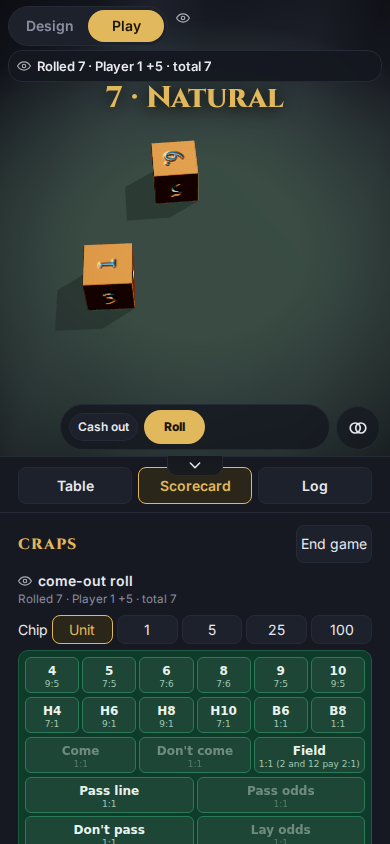 Design Play
Rolled 7 · Player 1 +5 · total 7
7 · Natural
Cash out Roll
Table Scorecard Log
CRAPS End game
come-out roll
Rolled 7 · Player 1 +5 · total 7
Chip Unit 1 5 25 100
4 5 6 8 9 10
9:5 7:5 7:6 7:6 7:5 9:5
H4 H6 H8 H10 B6 B8
7:1 9:1 9:1 7:1 1:1 1:1
Come Don't come Field
1:1 1:1 1:1 (2 and 12 pay 2:1)
Pass line Pass odds
1:1 1:1
Don't pass Lay odds